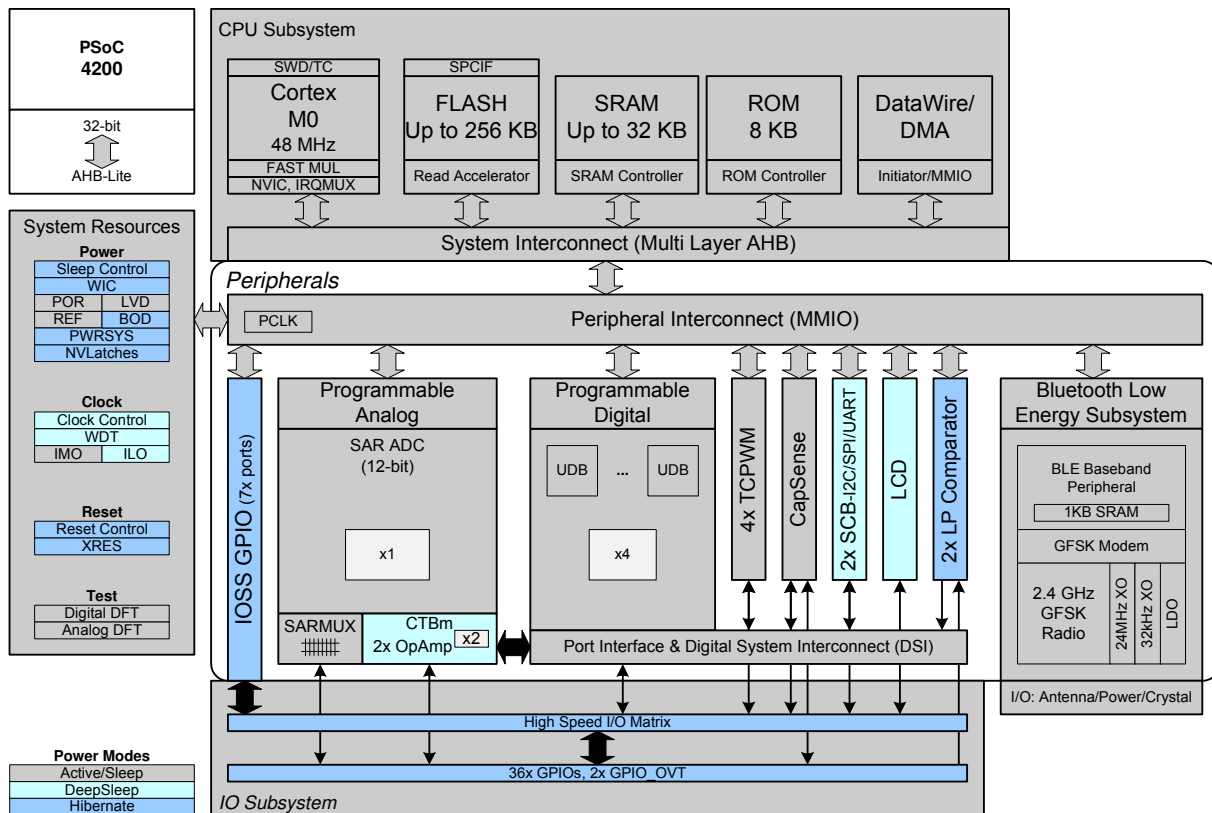 PSoC
4200
32-bit
AHB-Lite
CPU Subsystem
SWD/TC
Cortex
M0
48 MHz
FAST MUL
NVIC, IRQMUX
SPCIF
FLASH
Up to 256 KB
Read Accelerator
SRAM
Up to 32 KB
SRAM Controller
ROM
8 KB
ROM Controller
DataWire/
DMA
Initiator/MMIO
System Interconnect (Multi Layer AHB)
System Resources
Power
Sleep Control
WIC
POR
LVD
REF
BOD
PWRSYS
NVLatches
Clock
Clock Control
WDT
IMO
ILO
Reset
Reset Control
XRES
Test
Digital DFT
Analog DFT
Peripherals
PCLK
Peripheral Interconnect (MMIO)
IOSS GPIO (7x ports)
Programmable
Analog
SAR ADC
(12-bit)
x1
SARMUX
CTBm
2x OpAmp
x2
Programmable
Digital
UDB
...
UDB
x4
4x TCPWM
CapSense
2x SCB-I2C/SPI/UART
LCD
2x LP Comparator
Port Interface & Digital System Interconnect (DSI)
Bluetooth Low
Energy Subsystem
BLE Baseband
Peripheral
1KB SRAM
GFSK Modem
2.4 GHz
GFSK
Radio
24MHz XO
32kHz XO
LDO
I/O: Antenna/Power/Crystal
High Speed I/O Matrix
36x GPIOs, 2x GPIO_OVT
IO Subsystem
Power Modes
Active/Sleep
DeepSleep
Hibernate